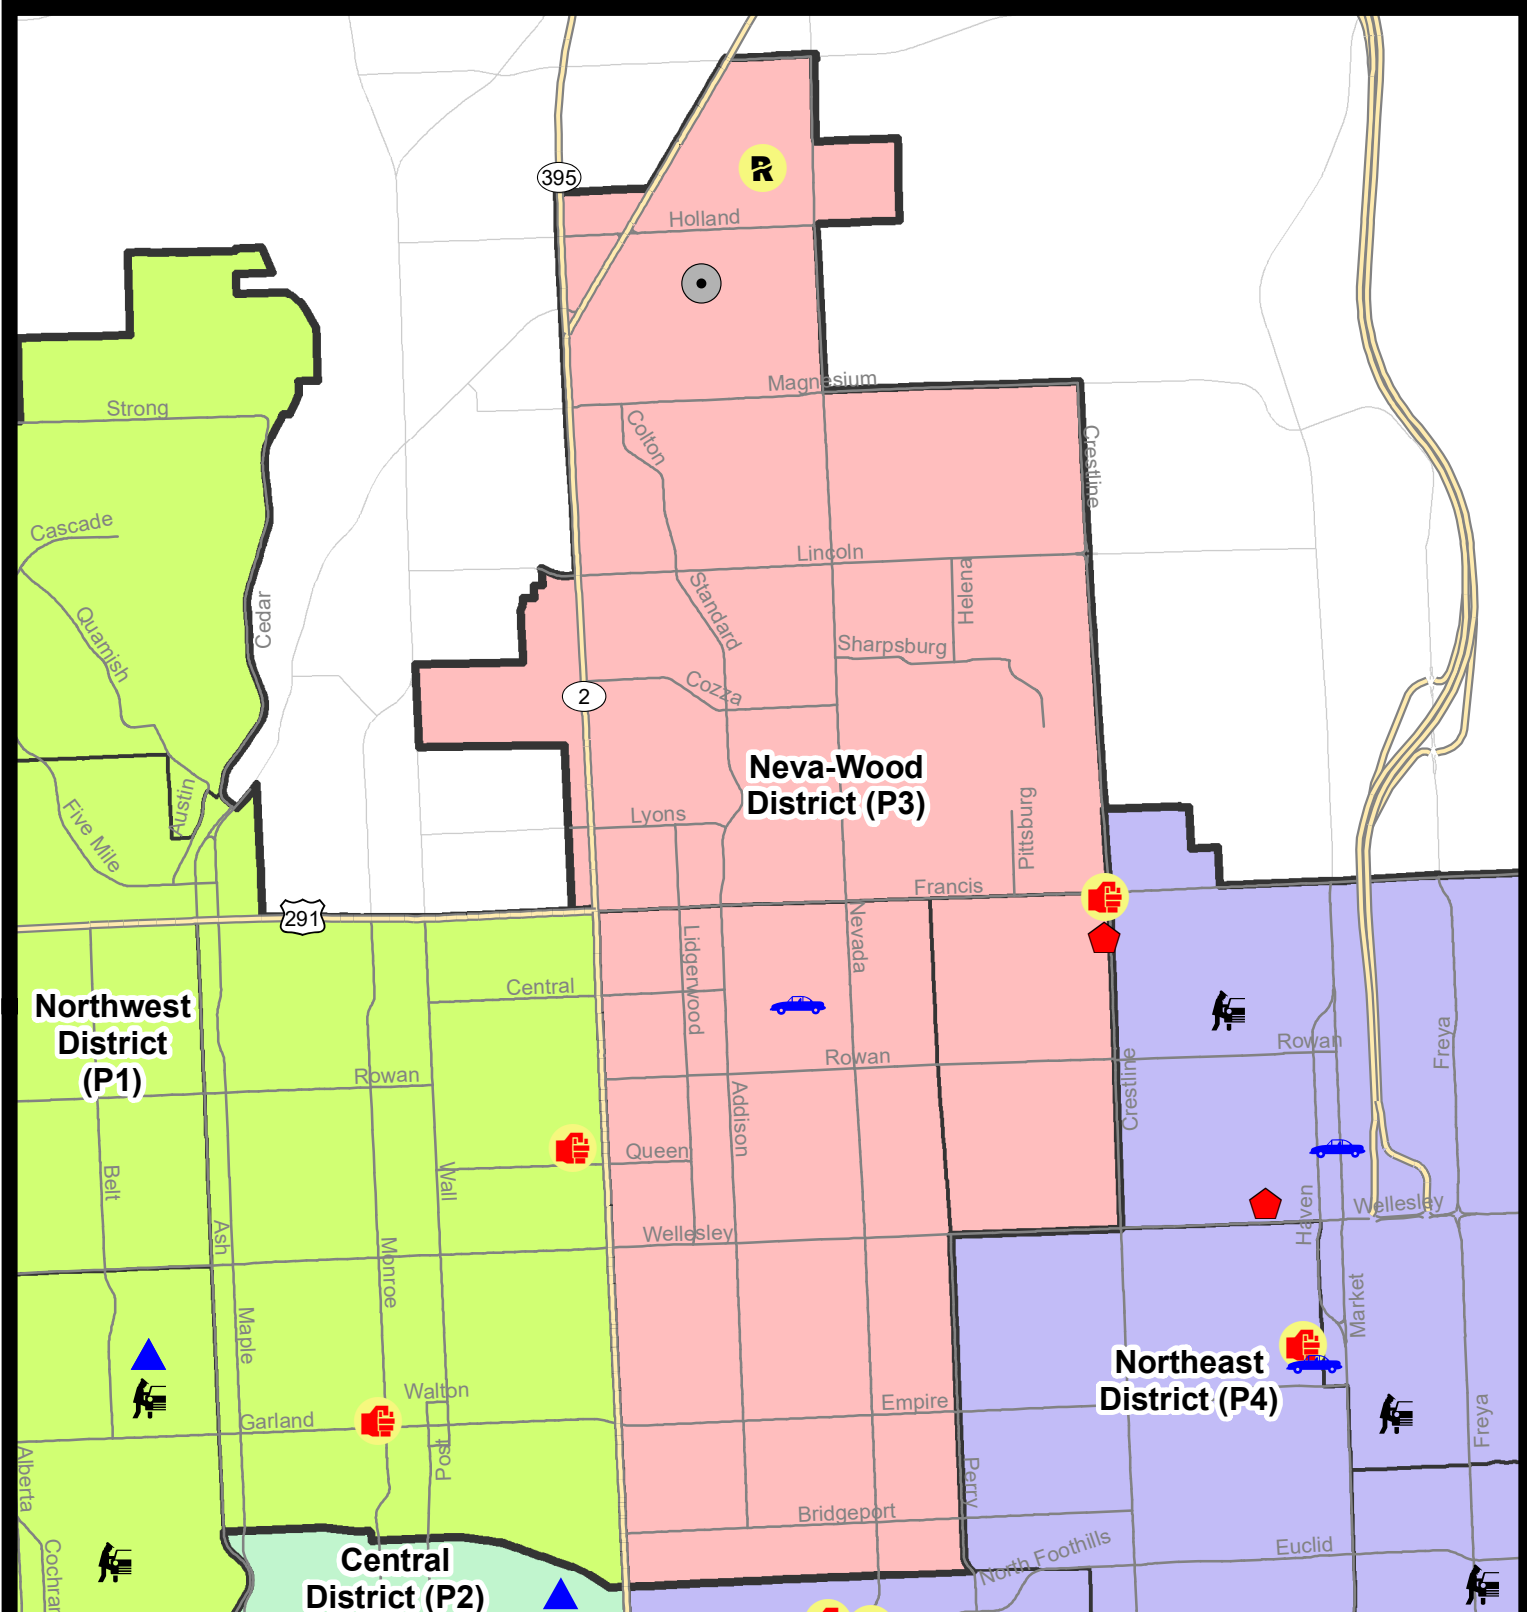 395
R
Holland
Magnesium
Strong
Colton
Crestline
Cascade
Lincoln
Helena
Standard
Quamish
Cedar
Sharpsburg
Cozza
2
Neva-Wood
District (P3)
Austin
Five Mile
Lyons
Pittsburg
Francis
291
Nevada
Lidgerwood
Central
Northwest
District
(P1)
Rowan
Rowan
Rowan
Freya
Crestline
Addison
Queen
Belt
Wall
Wellesley
Haven
Ash
Wellesley
Monroe
Market
Maple
Northeast
District (P4)
Walton
Garland
Empire
Freya
Post
Alberta
Perry
Bridgeport
Central
District (P2)
North Foothills
Euclid
Cochran